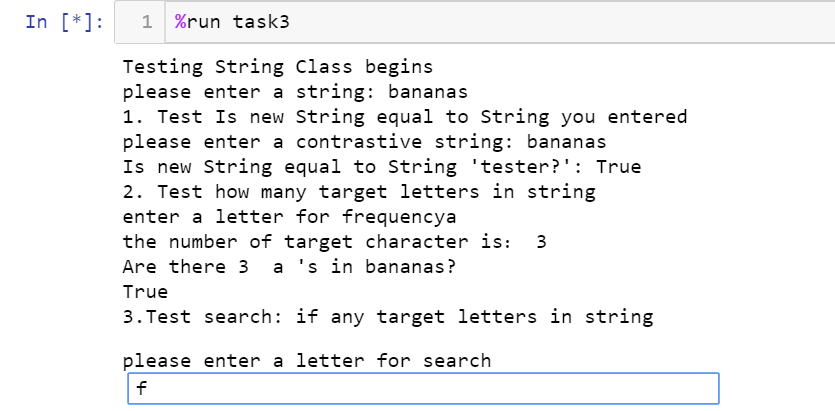 In [*]: 1 %run task3
Testing String Class begins
please enter a string: bananas
1. Test Is new String equal to String you entered
please enter a contrastive string: bananas
Is new String equal to String 'tester?': True
2. Test how many target letters in string
enter a letter for frequencya
the number of target character is:  3
Are there 3  a 's in bananas?
True
3.Test search: if any target letters in string
please enter a letter for search
f